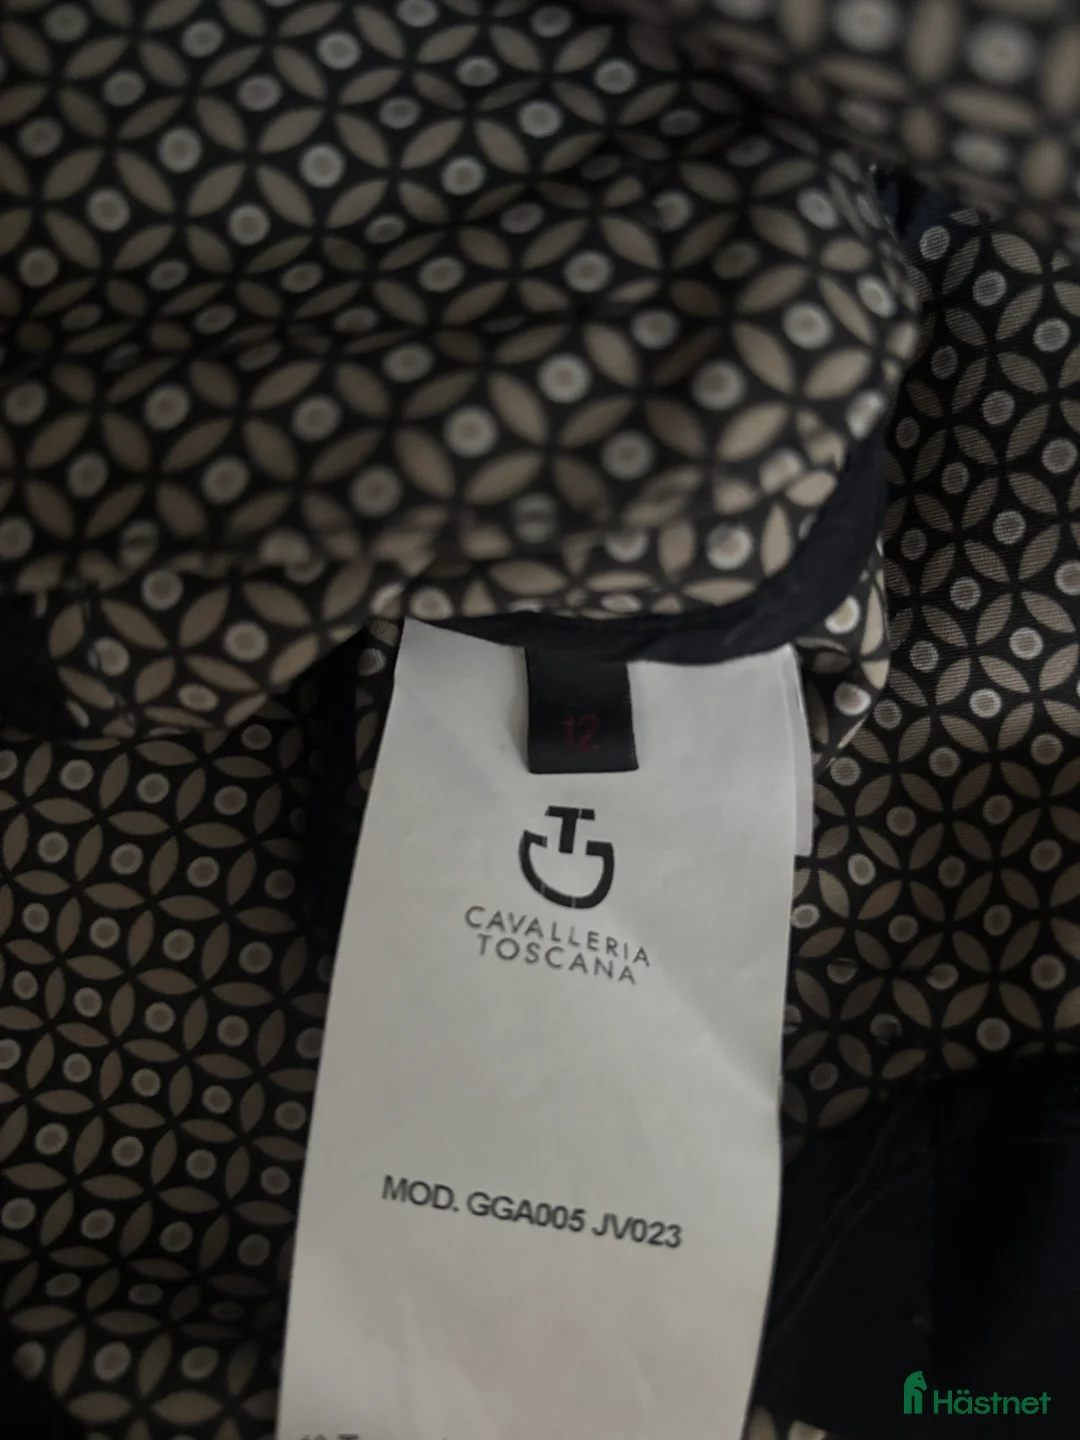 12
CAVALLERIA
TOSCANA
MOD. GGA005 JV023
Hästnet